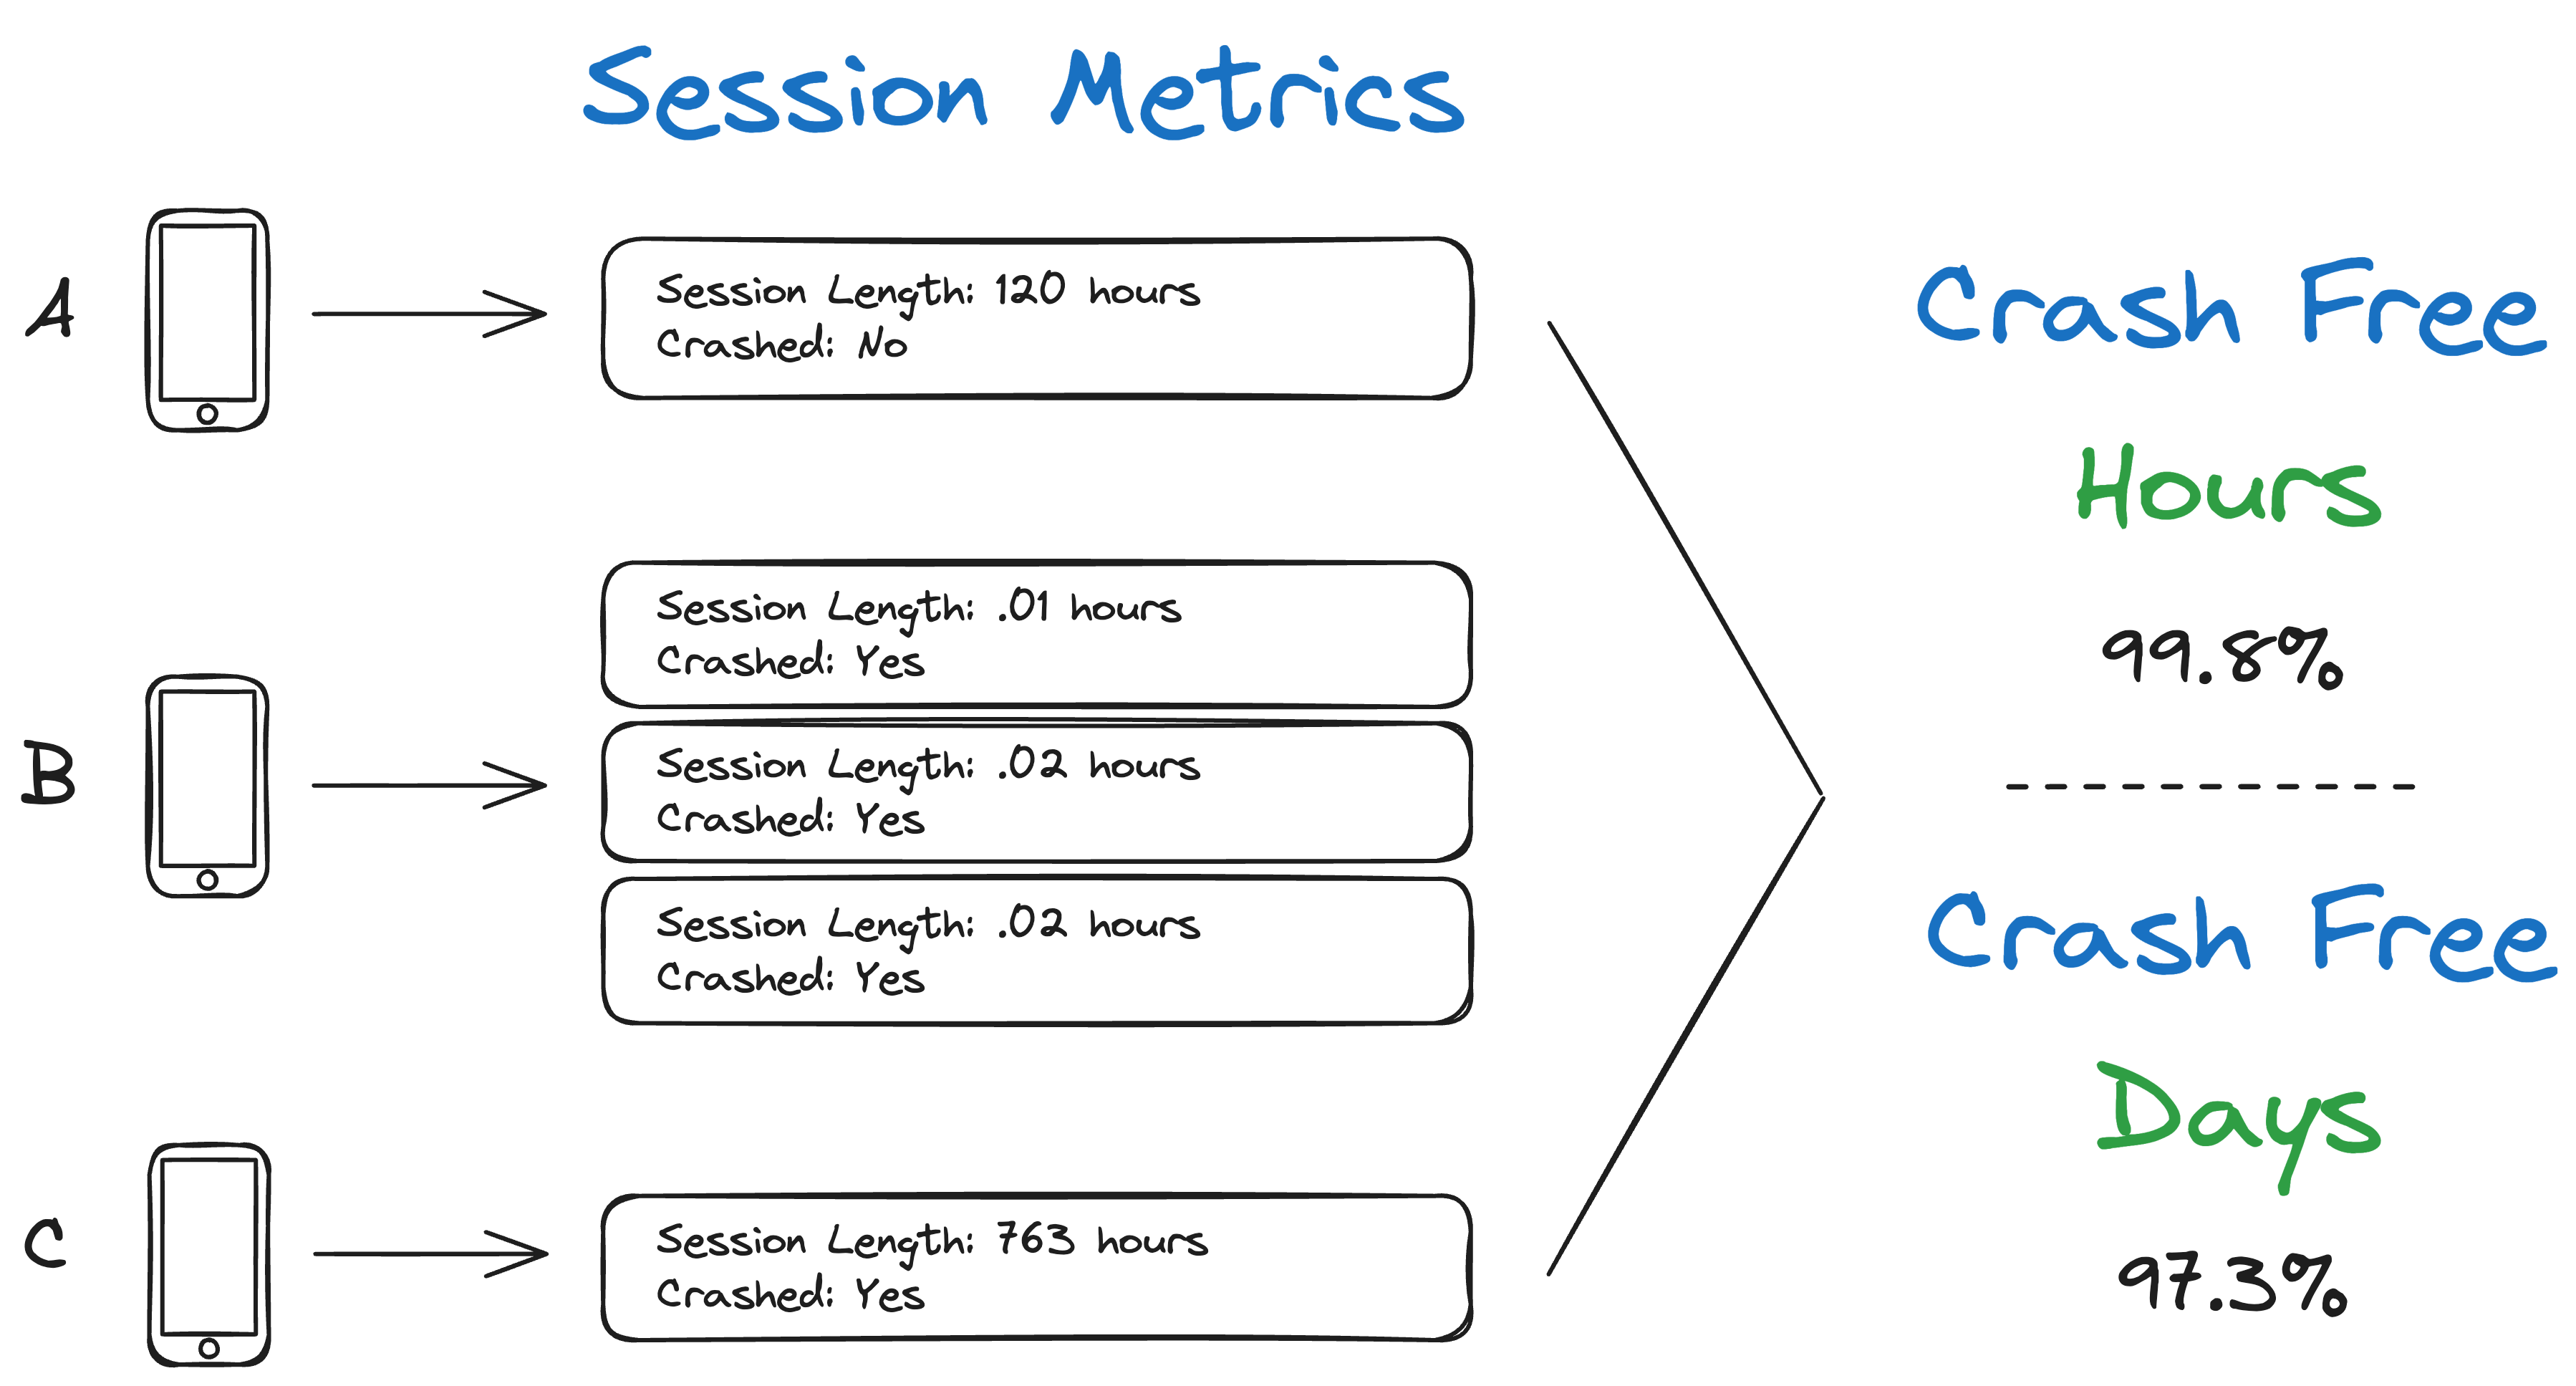 Session Metrics
A
Session Length: 120 hours
Crashed: No
B
Session Length: .01 hours
Crashed: Yes
Session Length: .02 hours
Crashed: Yes
Session Length: .02 hours
Crashed: Yes
C
Session Length: 763 hours
Crashed: Yes
Crash Free
Hours
99.8%
Crash Free
Days
97.3%